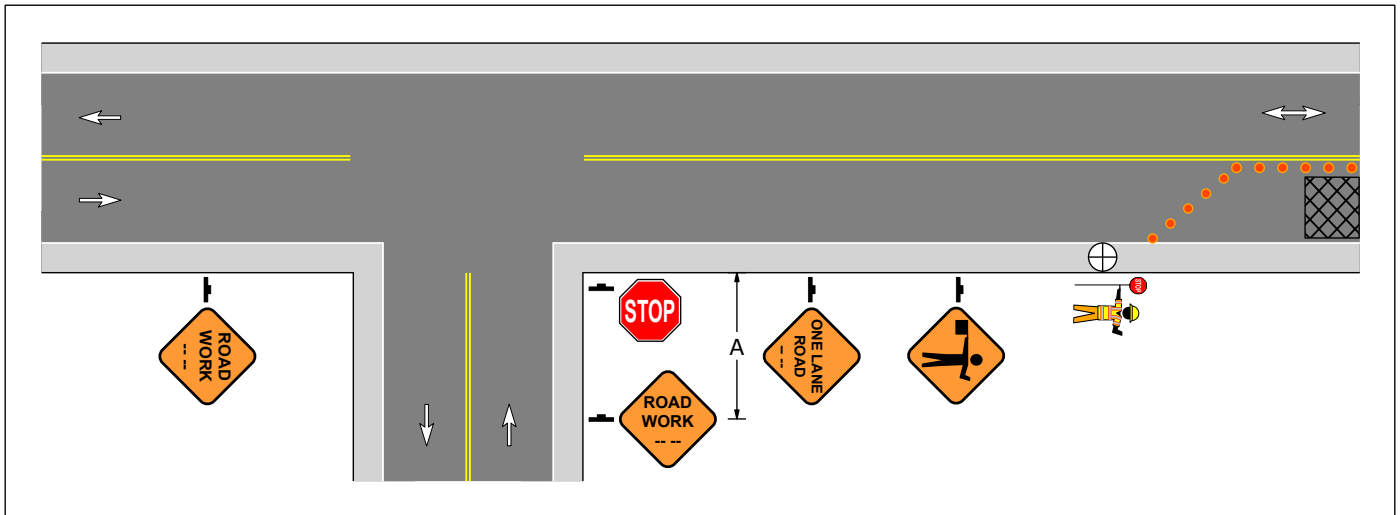 ROAD
WORK
-- --
STOP
A
ROAD
WORK
-- --
ONE LANE
ROAD
-- --
STOP